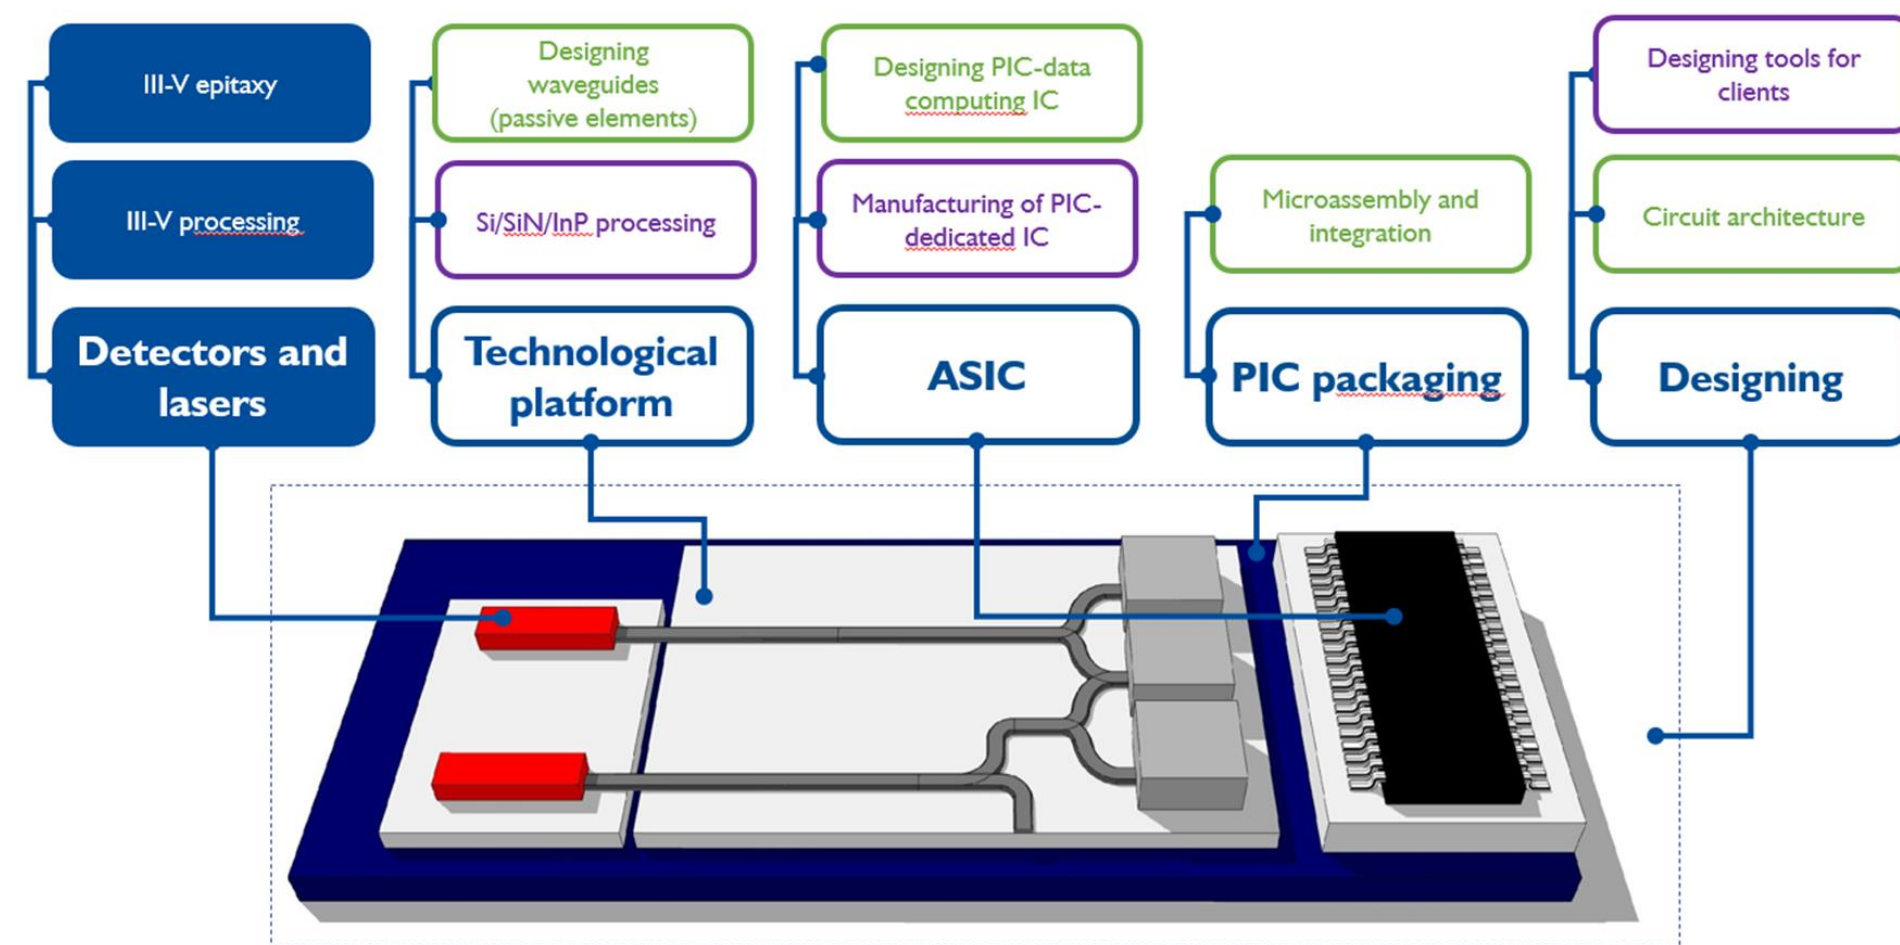 III-V epitaxy
III-V processing
Detectors and
lasers
Designing
waveguides
(passive elements)
Si/SiN/InP processing
Technological
platform
Designing PIC-data
computing IC
Manufacturing of PIC-
dedicated IC
ASIC
Microassembly and
integration
PIC packaging
Designing tools for
clients
Circuit architecture
Designing